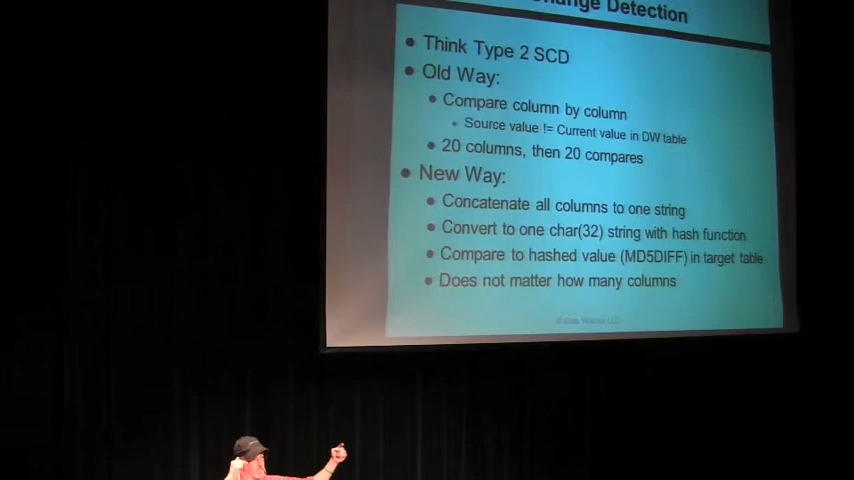 Change Detection
• Think Type 2 SCD
• Old Way:
• Compare column by column
• Source value != Current value in DW table
• 20 columns, then 20 compares
• New Way:
• Concatenate all columns to one string
• Convert to one char(32) string with hash function
• Compare to hashed value (MD5DIFF) in target table
• Does not matter how many columns
LLC